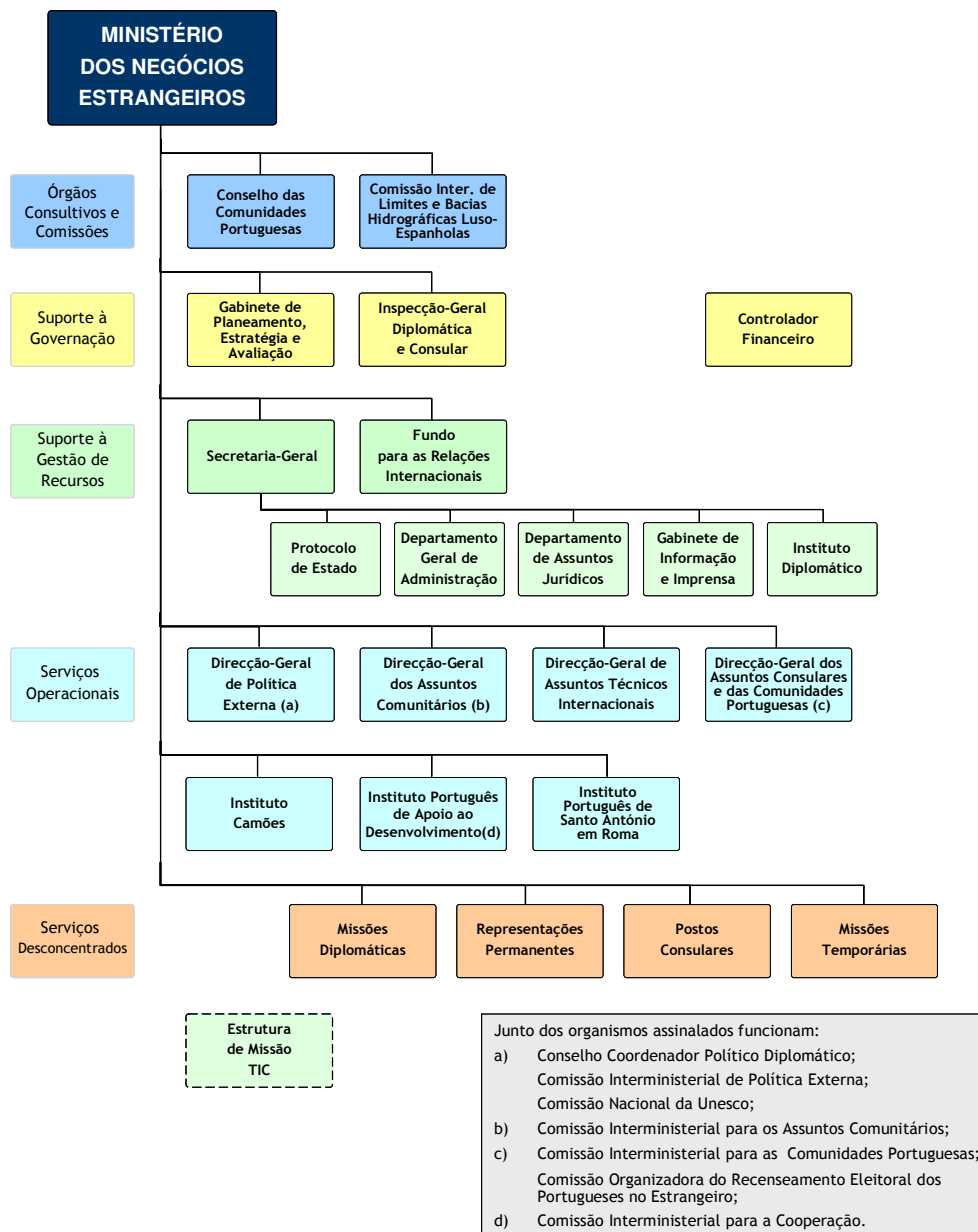 MINISTÉRIO
DOS NEGÓCIOS
ESTRANGEIROS
Órgãos
Consultivos e
Comissões
Conselho das
Comunidades
Portuguesas
Comissão Inter. de
Limites e Bacias
Hidrográficas Luso-
Espanholas
Suporte à
Governação
Gabinete de
Planeamento,
Estratégia e
Avaliação
Inspecção-Geral
Diplomática
e Consular
Controlador
Financeiro
Suporte à
Gestão de
Recursos
Secretaria-Geral
Fundo
para as Relações
Internacionais
Protocolo
de Estado
Departamento
Geral de
Administração
Departamento
de Assuntos
Jurídicos
Gabinete de
Informação
e Imprensa
Instituto
Diplomático
Serviços
Operacionais
Direcção-Geral
de Política
Externa (a)
Direcção-Geral
dos Assuntos
Comunitários (b)
Direcção-Geral de
Assuntos Técnicos
Internacionais
Direcção-Geral dos
Assuntos Consulares
e das Comunidades
Portuguesas (c)
Instituto
Camões
Instituto Português
de Apoio ao
Desenvolvimento(d)
Instituto
Português de
Santo António
em Roma
Serviços
Desconcentrados
Missões
Diplomáticas
Representações
Permanentes
Postos
Consulares
Missões
Temporárias
Estrutura
de Missão
TIC
Junto dos organismos assinalados funcionam:
a) Conselho Coordenador Político Diplomático;
Comissão Interministerial de Política Externa;
Comissão Nacional da Unesco;
b) Comissão Interministerial para os Assuntos Comunitários;
c) Comissão Interministerial para as Comunidades Portuguesas;
Comissão Organizadora do Recenseamento Eleitoral dos
Portugueses no Estrangeiro;
d) Comissão Interministerial para a Cooperação.